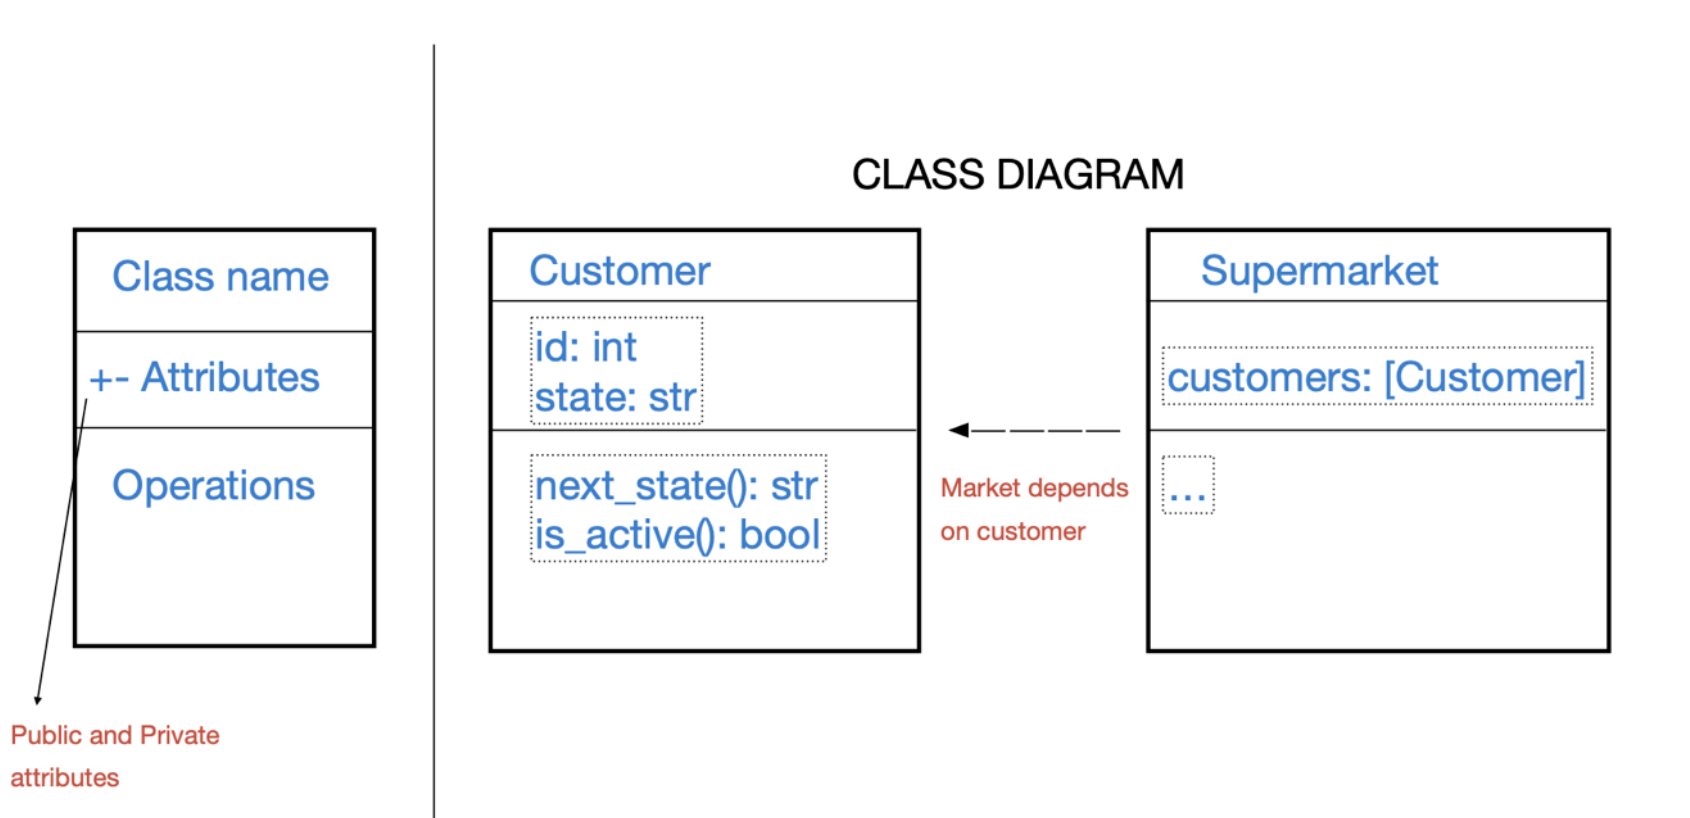 CLASS DIAGRAM
Class name
+- Attributes
Operations
Public and Private
attributes
Customer
id: int
state: str
next_state(): str
is_active(): bool
Market depends
on customer
Supermarket
customers: [Customer]
...